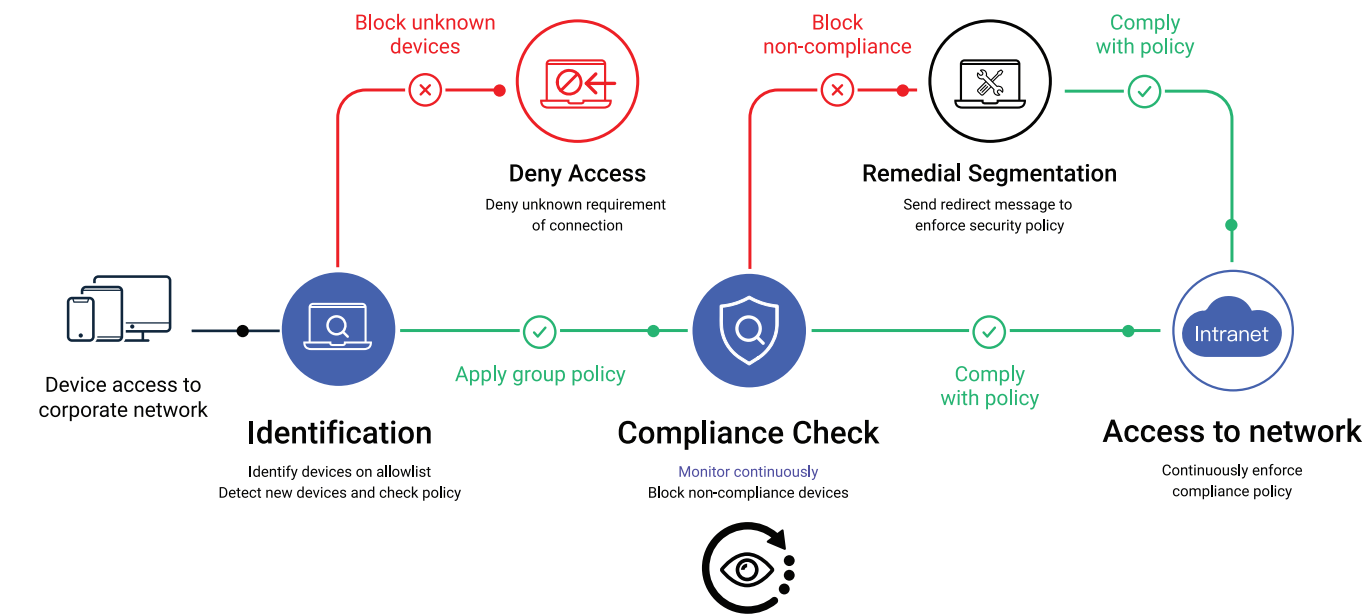 Block unknown
devices
Block
non-compliance
Comply
with policy
Deny Access
Deny unknown requirement
of connection
Remedial Segmentation
Send redirect message to
enforce security policy
Device access to
corporate network
Apply group policy
Comply
with policy
Intranet
Identification
Identify devices on allowlist
Detect new devices and check policy
Compliance Check
Monitor continuously
Block non-compliance devices
Access to network
Continuously enforce
compliance policy